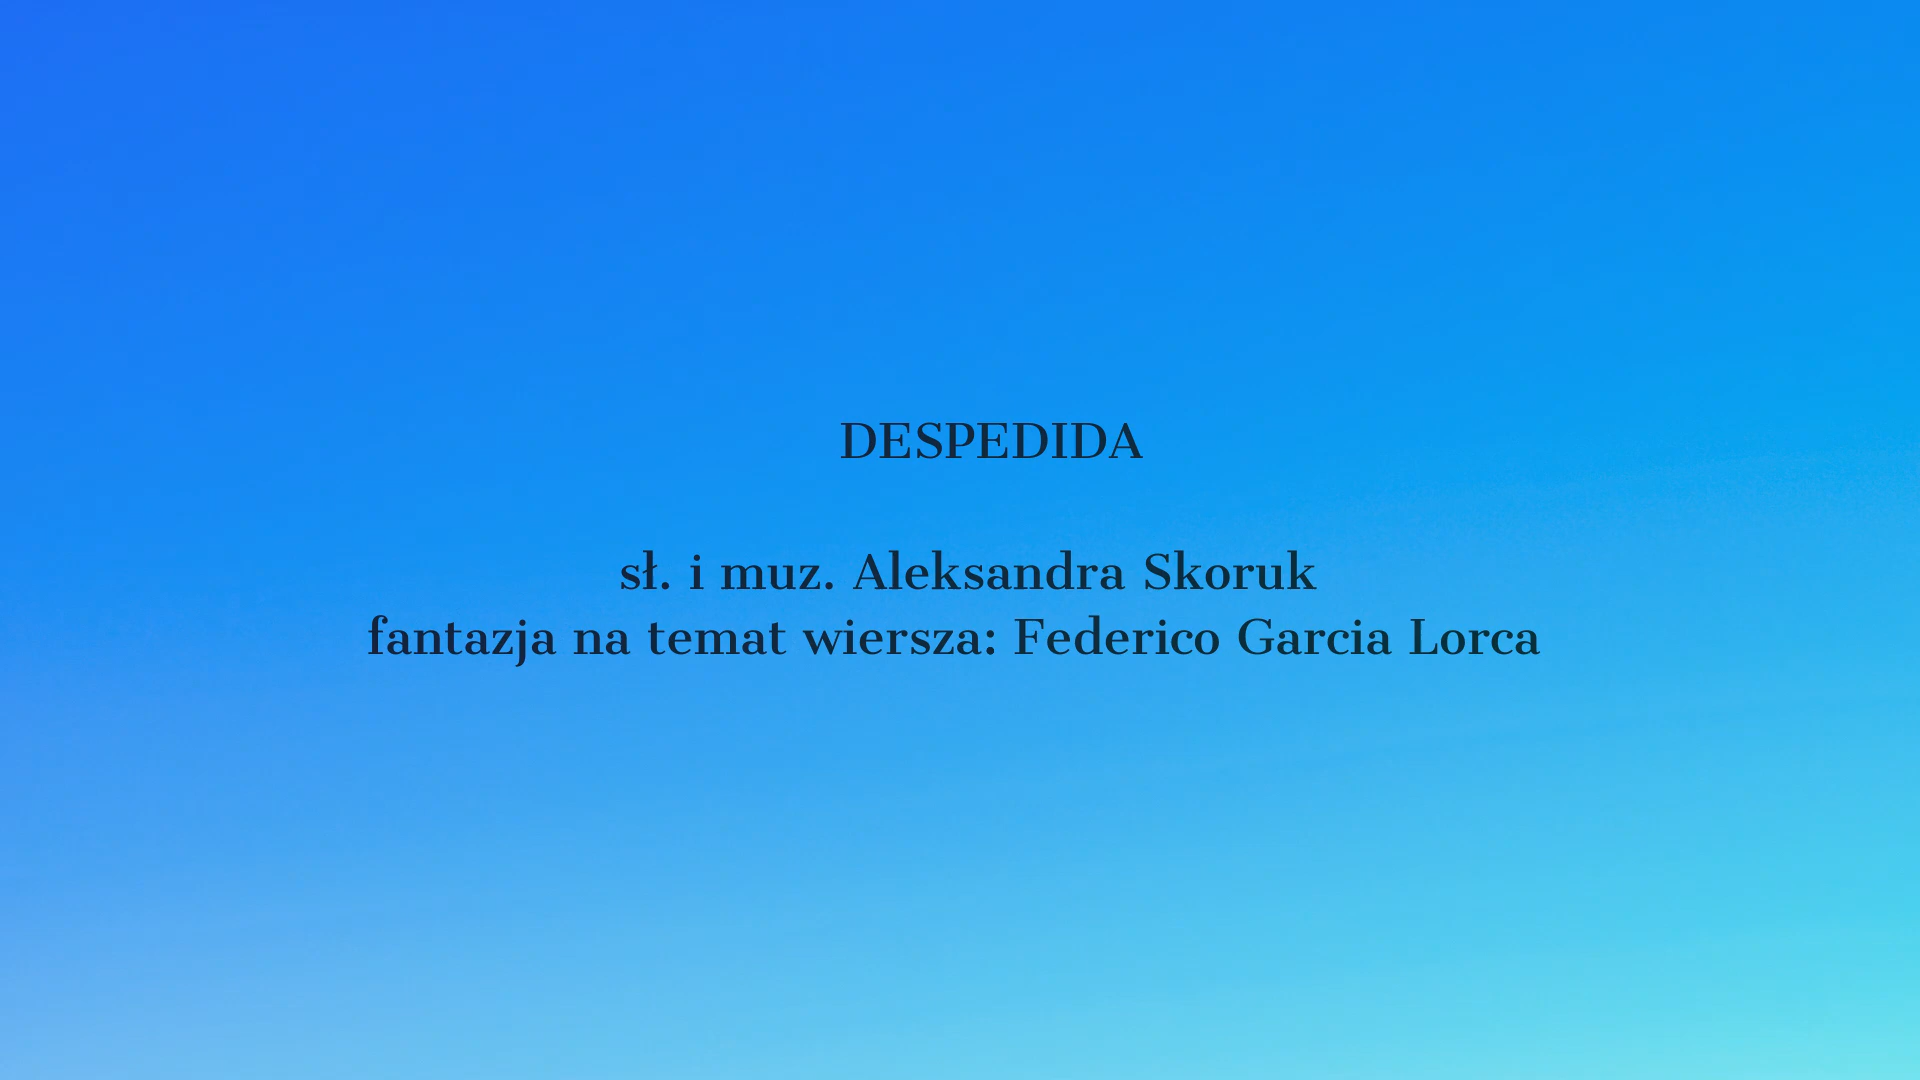 DESPEDIDA
sł. i muz. Aleksandra Skoruk
fantazja na temat wiersza: Federico Garcia Lorca